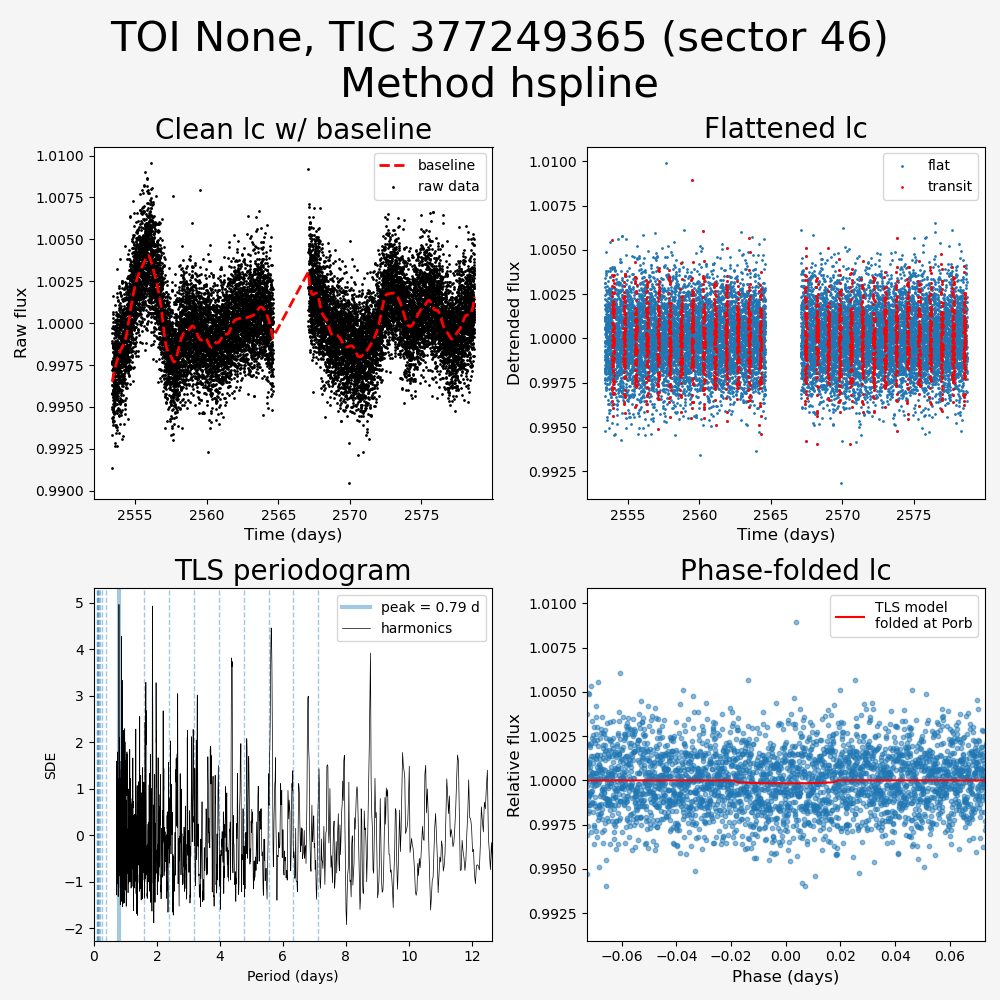 TOI None, TIC 377249365 (sector 46)
Method hspline
Clean lc w/ baseline
Flattened lc
1.0100
1.0075
1.0050
1.0025
1.0000
0.9975
0.9950
0.9925
0.9900
Raw flux
baseline
raw data
2555
2560
2565
2570
2575
Time (days)
1.0100
1.0075
1.0050
1.0025
1.0000
0.9975
0.9950
0.9925
Detrended flux
flat
transit
2555
2560
2565
2570
2575
Time (days)
TLS periodogram
Phase-folded lc
5
4
3
2
1
0
−1
−2
SDE
peak = 0.79 d
harmonics
0
2
4
6
8
10
12
Period (days)
1.0100
1.0075
1.0050
1.0025
1.0000
0.9975
0.9950
0.9925
Relative flux
TLS model
folded at Porb
−0.06
−0.04
−0.02
0.00
0.02
0.04
0.06
Phase (days)